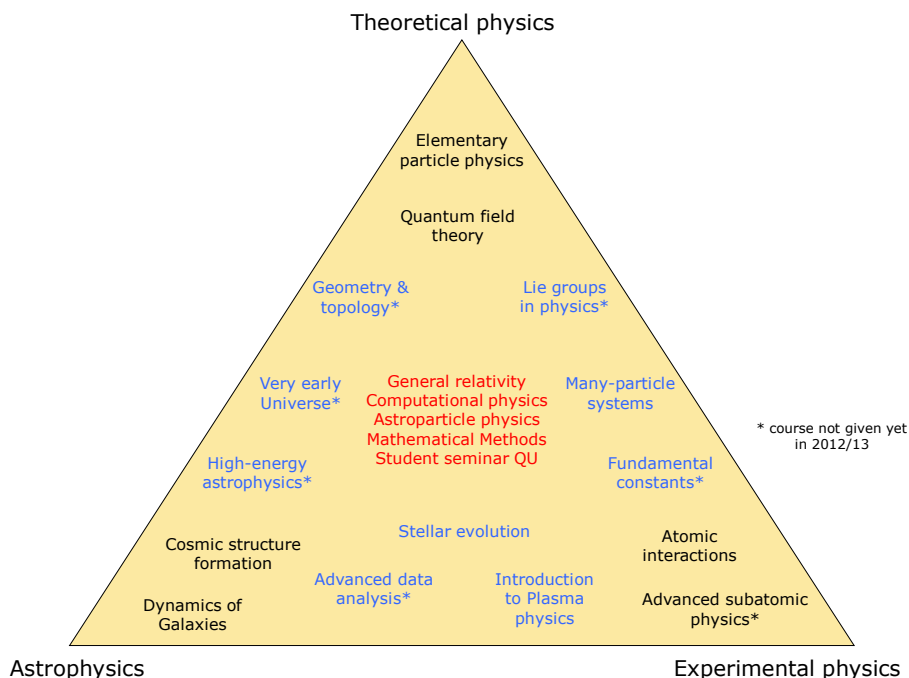 Theoretical physics
Elementary
particle physics
Quantum field
theory
Geometry &
topology*
Lie groups
in physics*
Very early
Universe*
General relativity
Computational physics
Astroparticle physics
Mathematical Methods
Student seminar QU
Many-particle
systems
* course not given yet
in 2012/13
High-energy
astrophysics*
Fundamental
constants*
Stellar evolution
Cosmic structure
formation
Atomic
interactions
Advanced data
analysis*
Introduction
to Plasma
physics
Dynamics of
Galaxies
Advanced subatomic
physics*
Astrophysics
Experimental physics